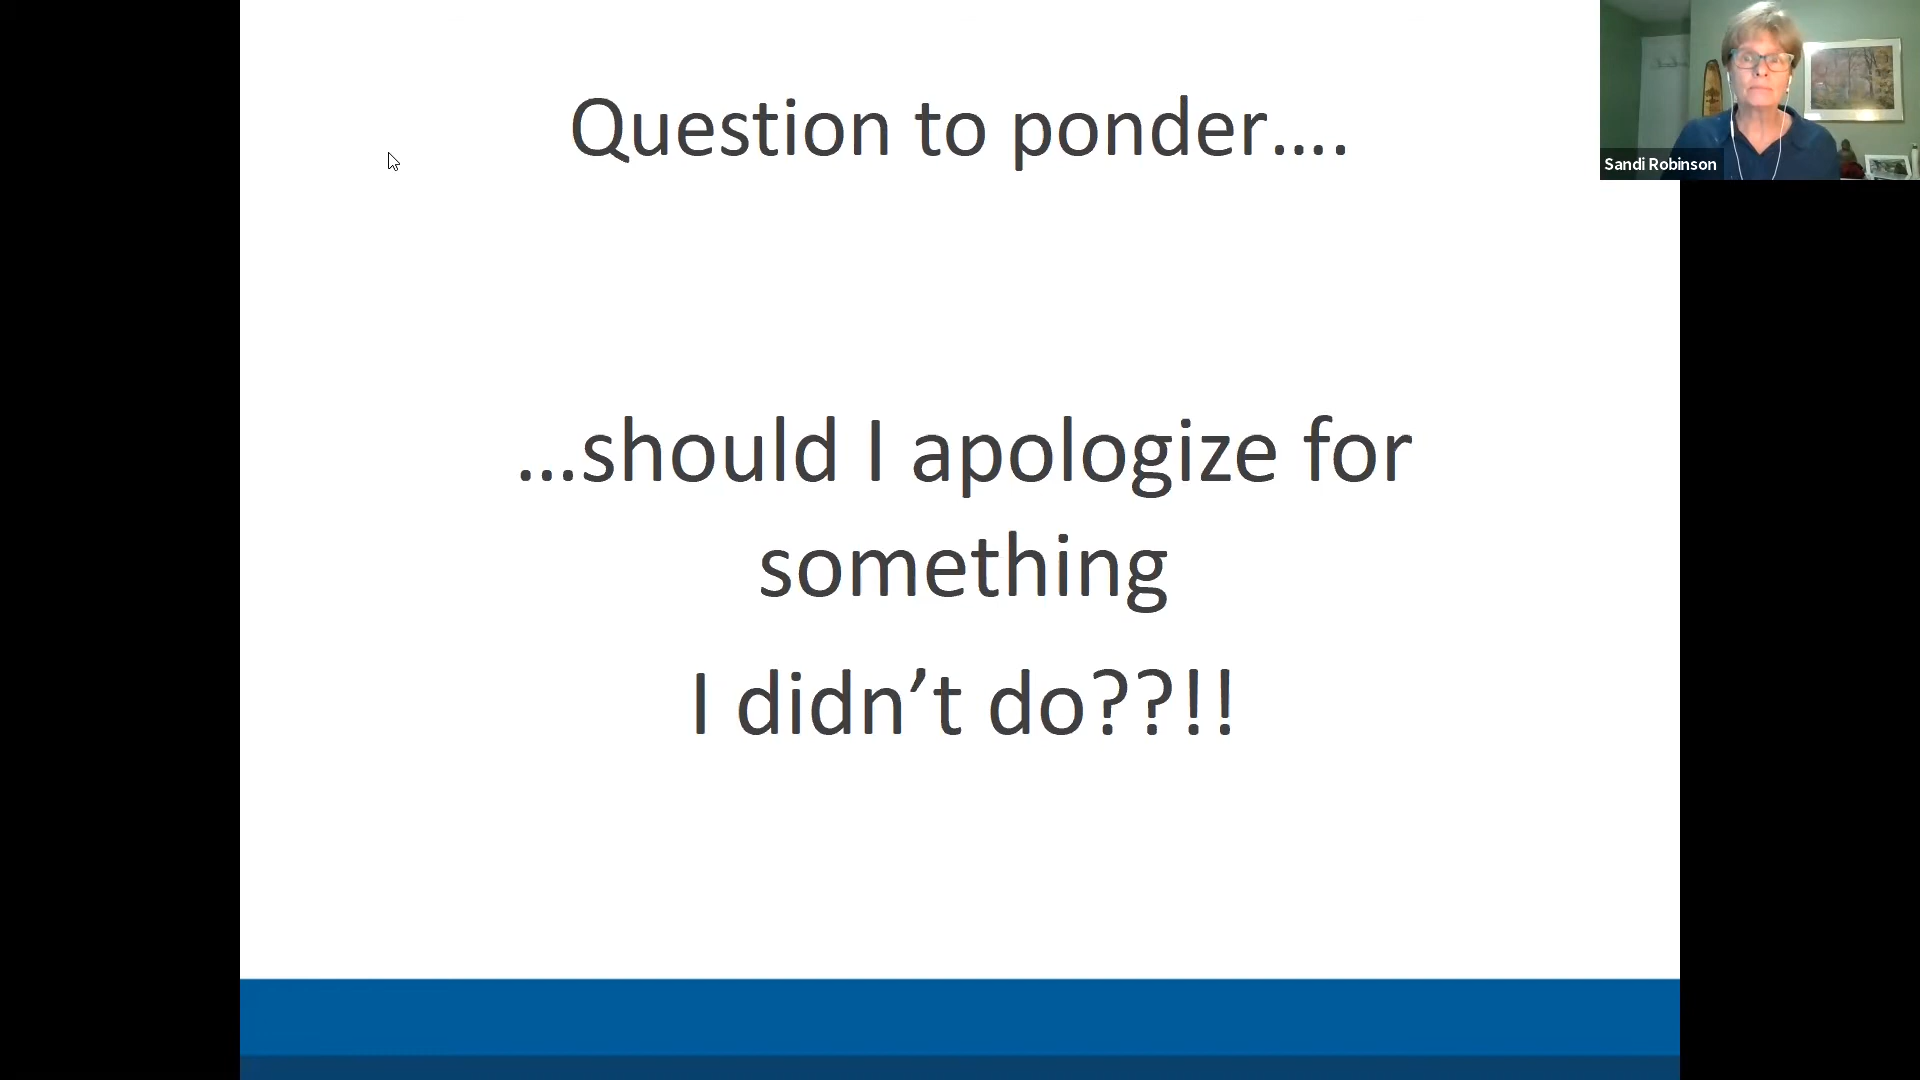 Question to ponder….
Sandi Robinson
…should I apologize for
something
I didn’t do??!!